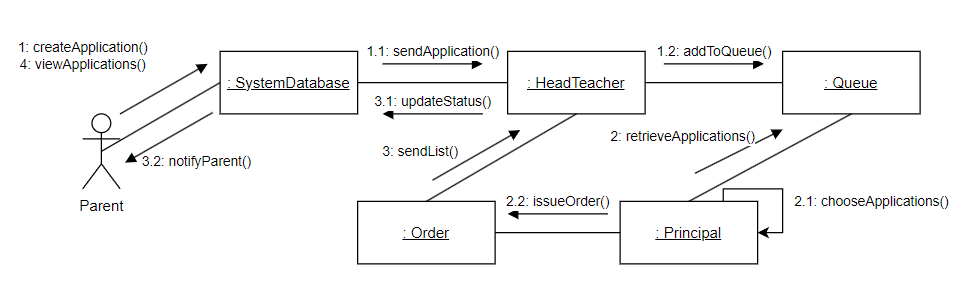 1: createApplication()
4: viewApplications()
1.1: sendApplication()
1.2: addToQueue()
: SystemDatabase
: HeadTeacher
: Queue
3.1: updateStatus()
3.2: notifyParent()
3: sendList()
2: retrieveApplications()
Parent
2.2: issueOrder()
2.1: chooseApplications()
: Order
: Principal